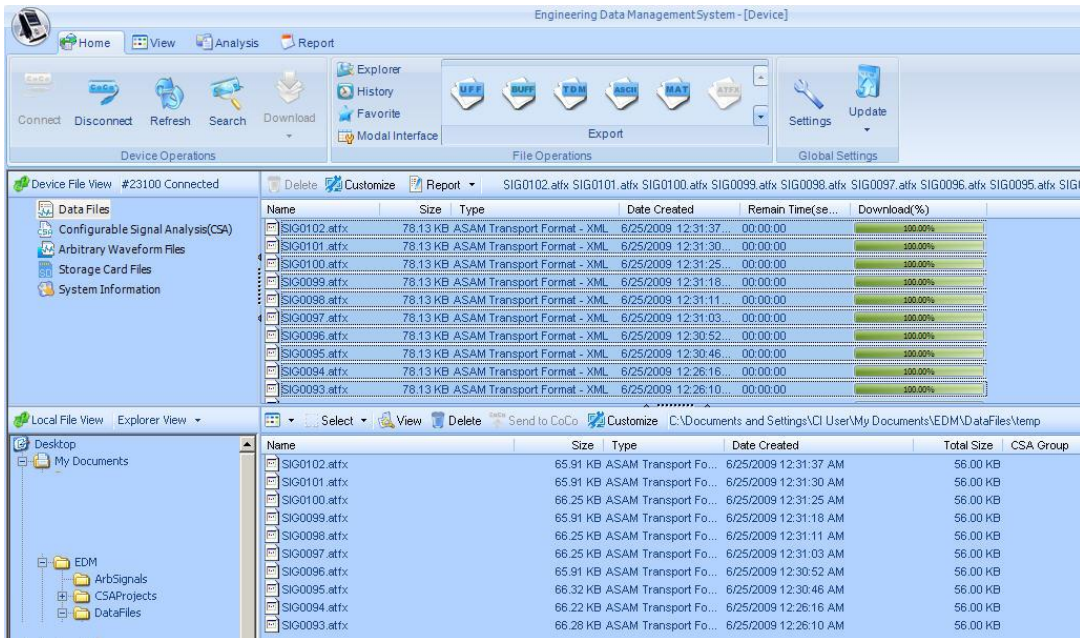 Engineering Data Management System - [Device]
Home View Analysis Report
Connect Disconnect Refresh Search Download
Device Operations
Explorer
History
Favorite
Modal Interface
UFF BUFF TDM ASCII MAT ATFX
Export
File Operations
Settings Update
Global Settings
Device File View #23100 Connected
Delete Customize Report SIG0102.atfx SIG0101.atfx SIG0100.atfx SIG0099.atfx SIG0098.atfx SIG0097.atfx SIG0096.atfx SIG0095.atfx SIG
Data Files
Configurable Signal Analysis(CSA)
Arbitrary Waveform Files
Storage Card Files
System Information
Name Size Type Date Created Remain Time(se... Download(%)
SIG0102.atfx 78.13 KB ASAM Transport Format - XML 6/25/2009 12:31:37... 00:00:00 100.00%
SIG0101.atfx 78.13 KB ASAM Transport Format - XML 6/25/2009 12:31:30... 00:00:00 100.00%
SIG0100.atfx 78.13 KB ASAM Transport Format - XML 6/25/2009 12:31:25... 00:00:00 100.00%
SIG0099.atfx 78.13 KB ASAM Transport Format - XML 6/25/2009 12:31:18... 00:00:00 100.00%
SIG0098.atfx 78.13 KB ASAM Transport Format - XML 6/25/2009 12:31:11... 00:00:00 100.00%
SIG0097.atfx 78.13 KB ASAM Transport Format - XML 6/25/2009 12:31:03... 00:00:00 100.00%
SIG0096.atfx 78.13 KB ASAM Transport Format - XML 6/25/2009 12:30:52... 00:00:00 100.00%
SIG0095.atfx 78.13 KB ASAM Transport Format - XML 6/25/2009 12:30:46... 00:00:00 100.00%
SIG0094.atfx 78.13 KB ASAM Transport Format - XML 6/25/2009 12:26:16... 00:00:00 100.00%
SIG0093.atfx 78.13 KB ASAM Transport Format - XML 6/25/2009 12:26:10... 00:00:00 100.00%
Local File View Explorer View
Select View Delete Send to CoCo Customize C:\Documents and Settings\CI User\My Documents\EDM\DataFiles\temp
Desktop
My Documents
EDM
ArbSignals
CSAProjects
DataFiles
Name Size Type Date Created Total Size CSA Group
SIG0102.atfx 65.91 KB ASAM Transport Fo... 6/25/2009 12:31:37 AM 56.00 KB
SIG0101.atfx 65.91 KB ASAM Transport Fo... 6/25/2009 12:31:30 AM 56.00 KB
SIG0100.atfx 66.25 KB ASAM Transport Fo... 6/25/2009 12:31:25 AM 56.00 KB
SIG0099.atfx 65.91 KB ASAM Transport Fo... 6/25/2009 12:31:18 AM 56.00 KB
SIG0098.atfx 66.25 KB ASAM Transport Fo... 6/25/2009 12:31:11 AM 56.00 KB
SIG0097.atfx 66.25 KB ASAM Transport Fo... 6/25/2009 12:31:03 AM 56.00 KB
SIG0096.atfx 65.91 KB ASAM Transport Fo... 6/25/2009 12:30:52 AM 56.00 KB
SIG0095.atfx 66.32 KB ASAM Transport Fo... 6/25/2009 12:30:46 AM 56.00 KB
SIG0094.atfx 66.22 KB ASAM Transport Fo... 6/25/2009 12:26:16 AM 56.00 KB
SIG0093.atfx 66.28 KB ASAM Transport Fo... 6/25/2009 12:26:10 AM 56.00 KB